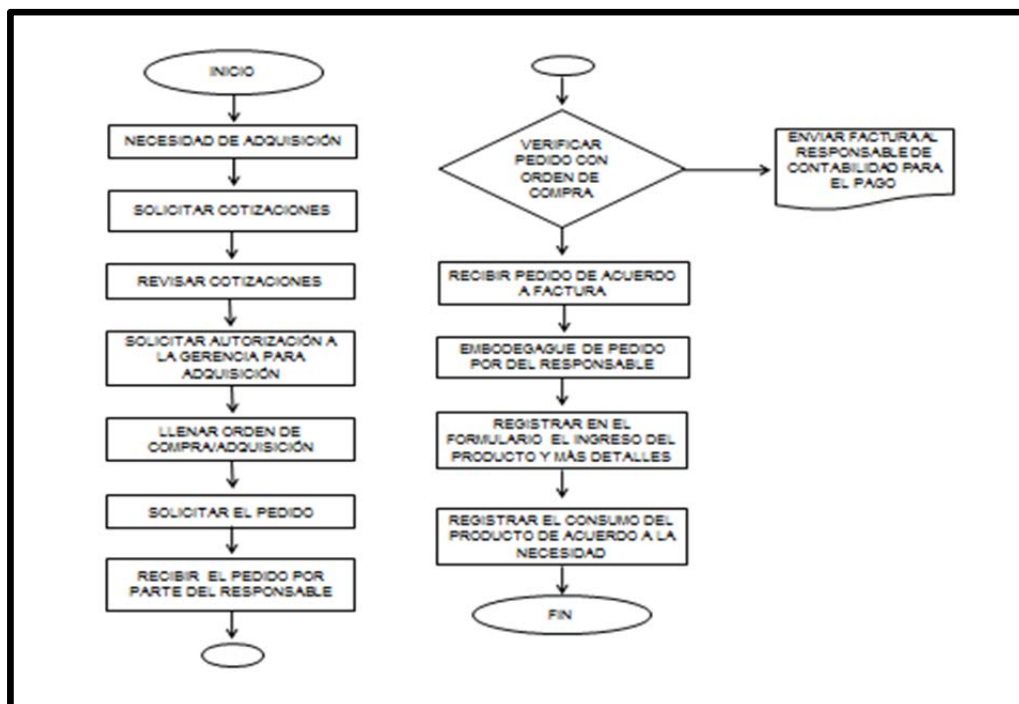 INICIO
NECESIDAD DE ADQUISICIÓN
SOLICITAR COTIZACIONES
REVISAR COTIZACIONES
SOLICITAR AUTORIZACIÓN A
LA GERENCIA PARA
ADQUISICIÓN
LLENAR ORDEN DE
COMPRA/ADQUISICIÓN
SOLICITAR EL PEDIDO
RECIBIR EL PEDIDO POR
PARTE DEL RESPONSABLE
VERIFICAR
PEDIDO CON
ORDEN DE
COMPRA
ENVIAR FACTURA AL
RESPONSABLE DE
CONTABILIDAD PARA
EL PAGO
RECIBIR PEDIDO DE ACUERDO
A FACTURA
EMBODEGAGUE DE PEDIDO
POR DEL RESPONSABLE
REGISTRAR EN EL
FORMULARIO EL INGRESO DEL
PRODUCTO Y MÀS DETALLES
REGISTRAR EL CONSUMO DEL
PRODUCTO DE ACUERDO A LA
NECESIDAD
FIN